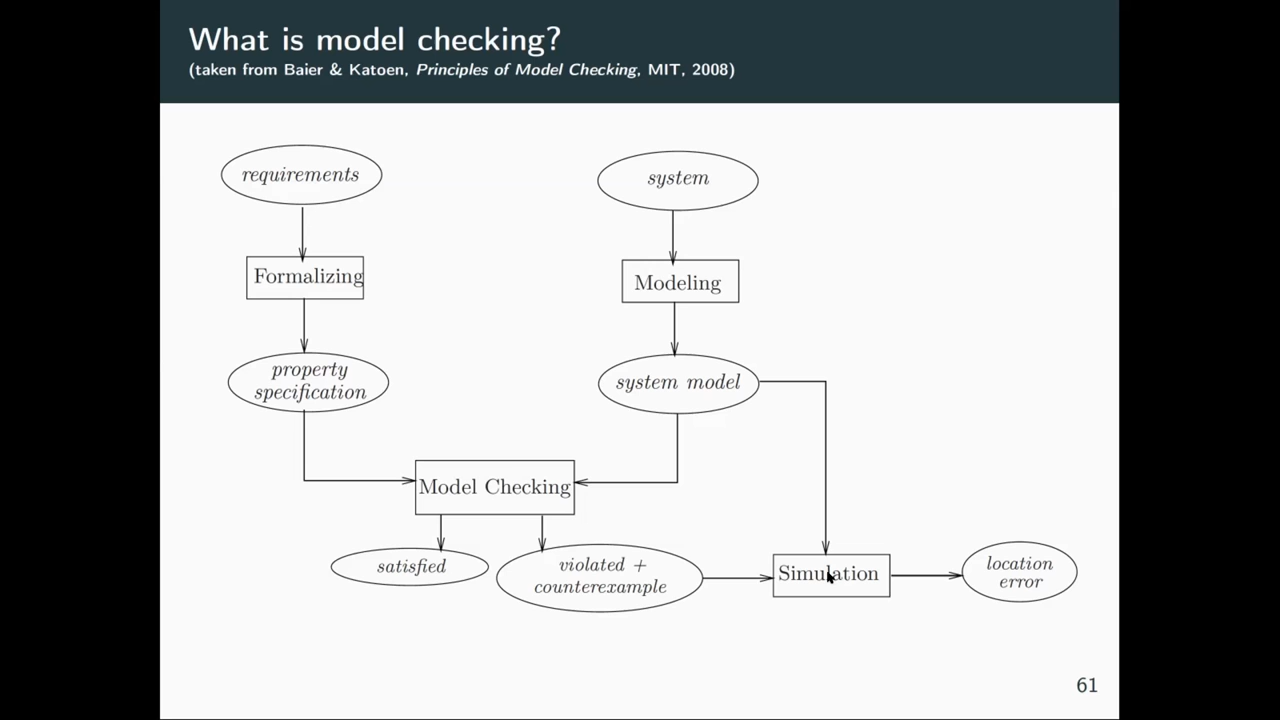 What is model checking?
(taken from Baier & Katoen, Principles of Model Checking, MIT, 2008)
requirements
system
Formalizing
Modeling
property
specification
system model
Model Checking
satisfied
violated +
counterexample
Simulation
location
error
61